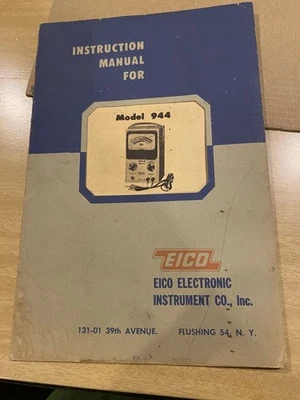 INSTRUCTION
MANUAL
FOR
Model 944
EICO
EICO ELECTRONIC
INSTRUMENT CO., Inc.
131-01 39th AVENUE. FLUSHING 54, N. Y.